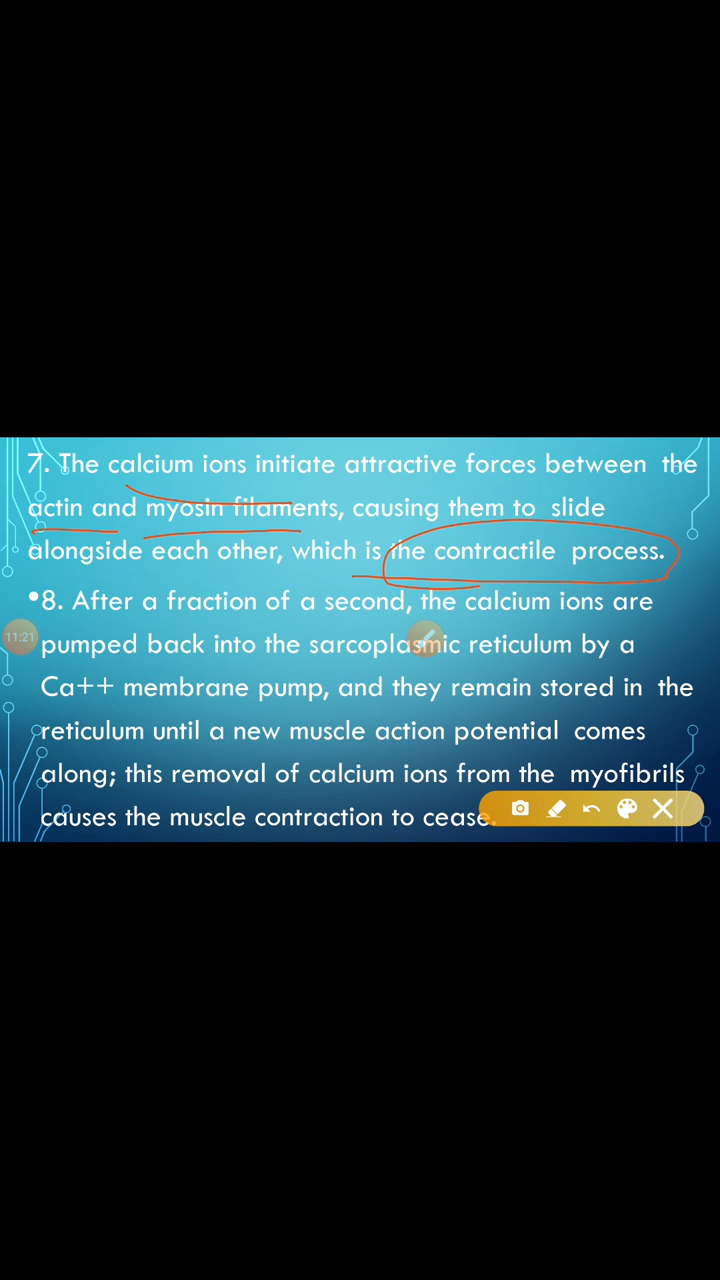 7. The calcium ions initiate attractive forces between the
actin and myosin filaments, causing them to slide
alongside each other, which is the contractile process.
•8. After a fraction of a second, the calcium ions are
11:21
pumped back into the sarcoplasmic reticulum by a
Ca++ membrane pump, and they remain stored in the
reticulum until a new muscle action potential comes
along; this removal of calcium ions from the myofibrils
causes the muscle contraction to cease.